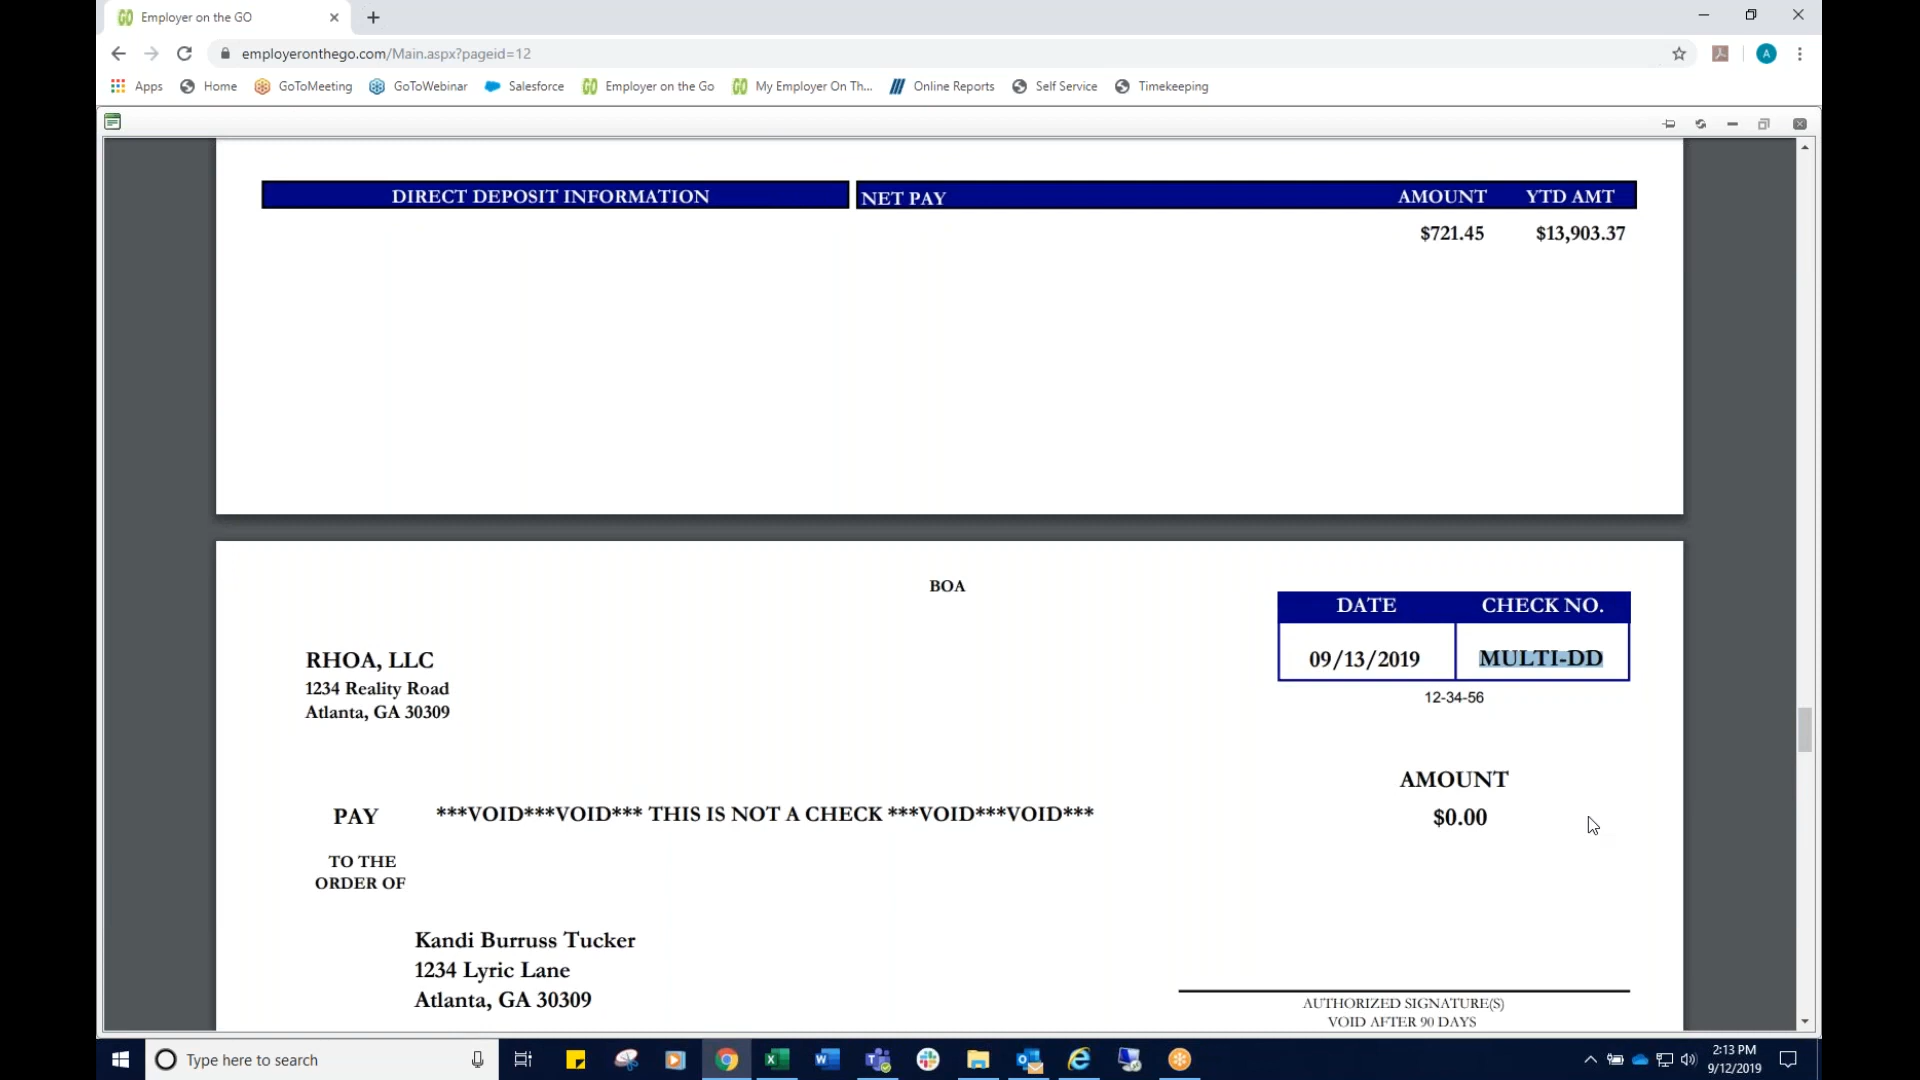 Employer on the GO
employeronthego.com/Main.aspx?pageid=12
Apps Home GoToMeeting GoToWebinar Salesforce Employer on the Go My Employer On Th... Online Reports Self Service Timekeeping
DIRECT DEPOSIT INFORMATION NET PAY AMOUNT YTD AMT
$721.45 $13,903.37
BOA
DATE CHECK NO.
09/13/2019 MULTI-DD
12-34-56
RHOA, LLC
1234 Reality Road
Atlanta, GA 30309
AMOUNT
$0.00
PAY ***VOID***VOID*** THIS IS NOT A CHECK ***VOID***VOID***
TO THE
ORDER OF
Kandi Burruss Tucker
1234 Lyric Lane
Atlanta, GA 30309
AUTHORIZED SIGNATURE(S)
VOID AFTER 90 DAYS
Type here to search
2:13 PM
9/12/2019